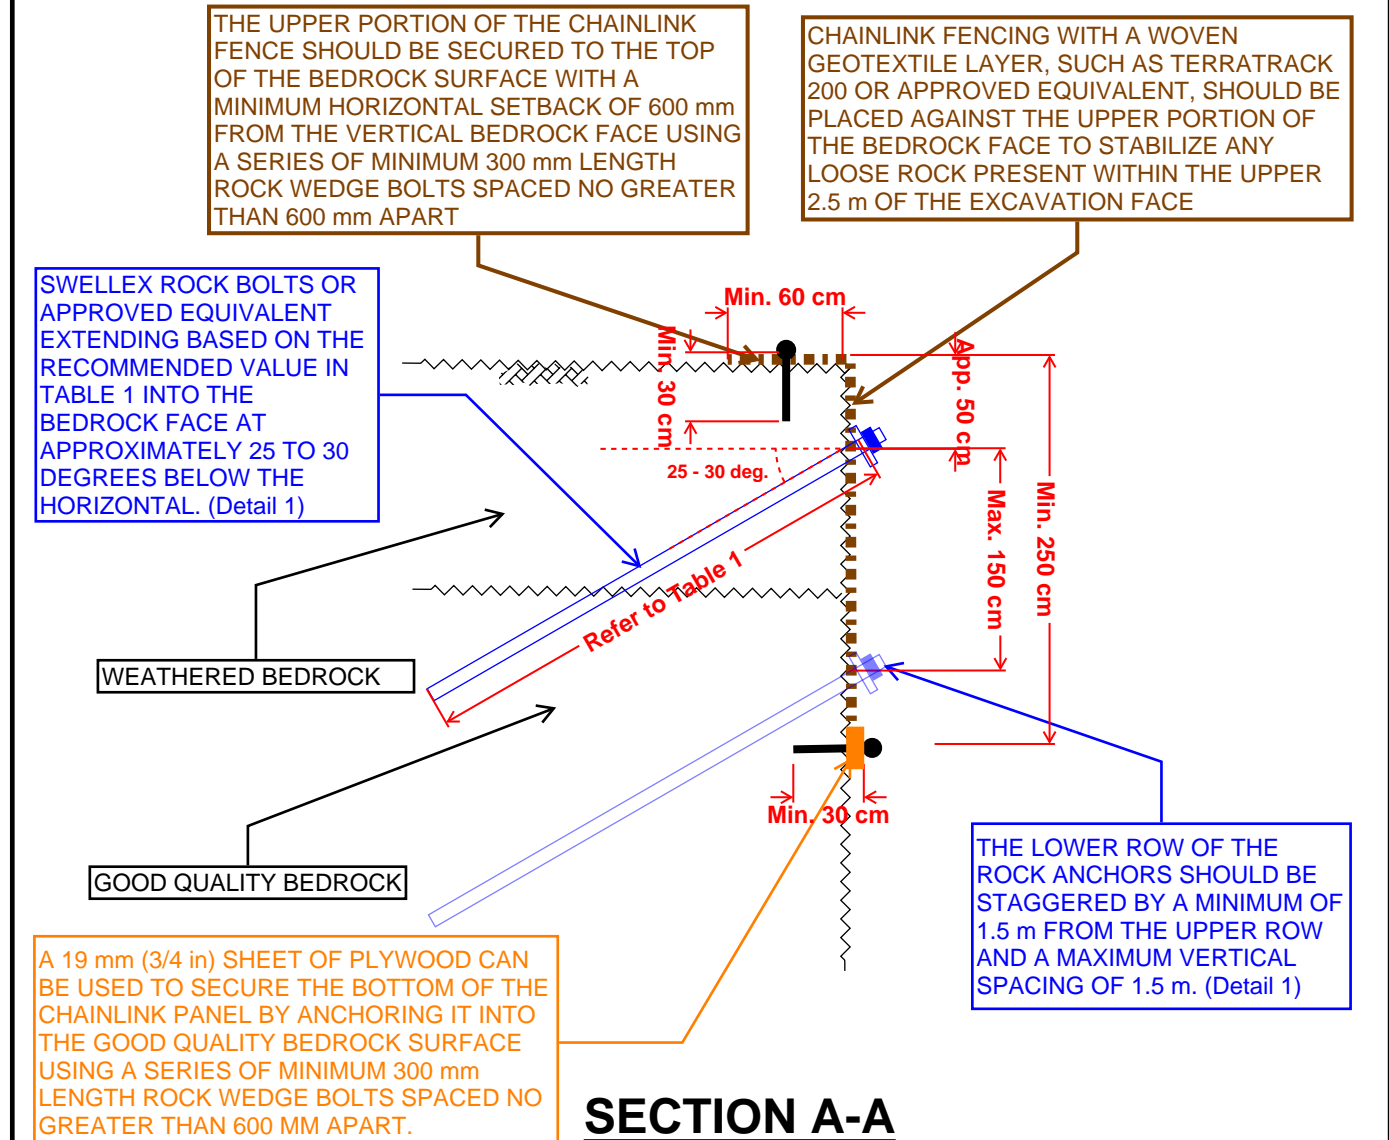 THE UPPER PORTION OF THE CHAINLINK
FENCE SHOULD BE SECURED TO THE TOP
OF THE BEDROCK SURFACE WITH A
MINIMUM HORIZONTAL SETBACK OF 600 mm
FROM THE VERTICAL BEDROCK FACE USING
A SERIES OF MINIMUM 300 mm LENGTH
ROCK WEDGE BOLTS SPACED NO GREATER
THAN 600 mm APART
CHAINLINK FENCING WITH A WOVEN
GEOTEXTILE LAYER, SUCH AS TERRATRACK
200 OR APPROVED EQUIVALENT, SHOULD BE
PLACED AGAINST THE UPPER PORTION OF
THE BEDROCK FACE TO STABILIZE ANY
LOOSE ROCK PRESENT WITHIN THE UPPER
2.5 m OF THE EXCAVATION FACE
SWELLEX ROCK BOLTS OR
APPROVED EQUIVALENT
EXTENDING BASED ON THE
RECOMMENDED VALUE IN
TABLE 1 INTO THE
BEDROCK FACE AT
APPROXIMATELY 25 TO 30
DEGREES BELOW THE
HORIZONTAL. (Detail 1)
Min. 60 cm
Min. 30 cm
App. 50 cm
25 - 30 deg.
Max. 150 cm
Min. 250 cm
Refer to Table 1
WEATHERED BEDROCK
Min. 30 cm
GOOD QUALITY BEDROCK
THE LOWER ROW OF THE
ROCK ANCHORS SHOULD BE
STAGGERED BY A MINIMUM OF
1.5 m FROM THE UPPER ROW
AND A MAXIMUM VERTICAL
SPACING OF 1.5 m. (Detail 1)
A 19 mm (3/4 in) SHEET OF PLYWOOD CAN
BE USED TO SECURE THE BOTTOM OF THE
CHAINLINK PANEL BY ANCHORING IT INTO
THE GOOD QUALITY BEDROCK SURFACE
USING A SERIES OF MINIMUM 300 mm
LENGTH ROCK WEDGE BOLTS SPACED NO
GREATER THAN 600 MM APART.
SECTION A-A